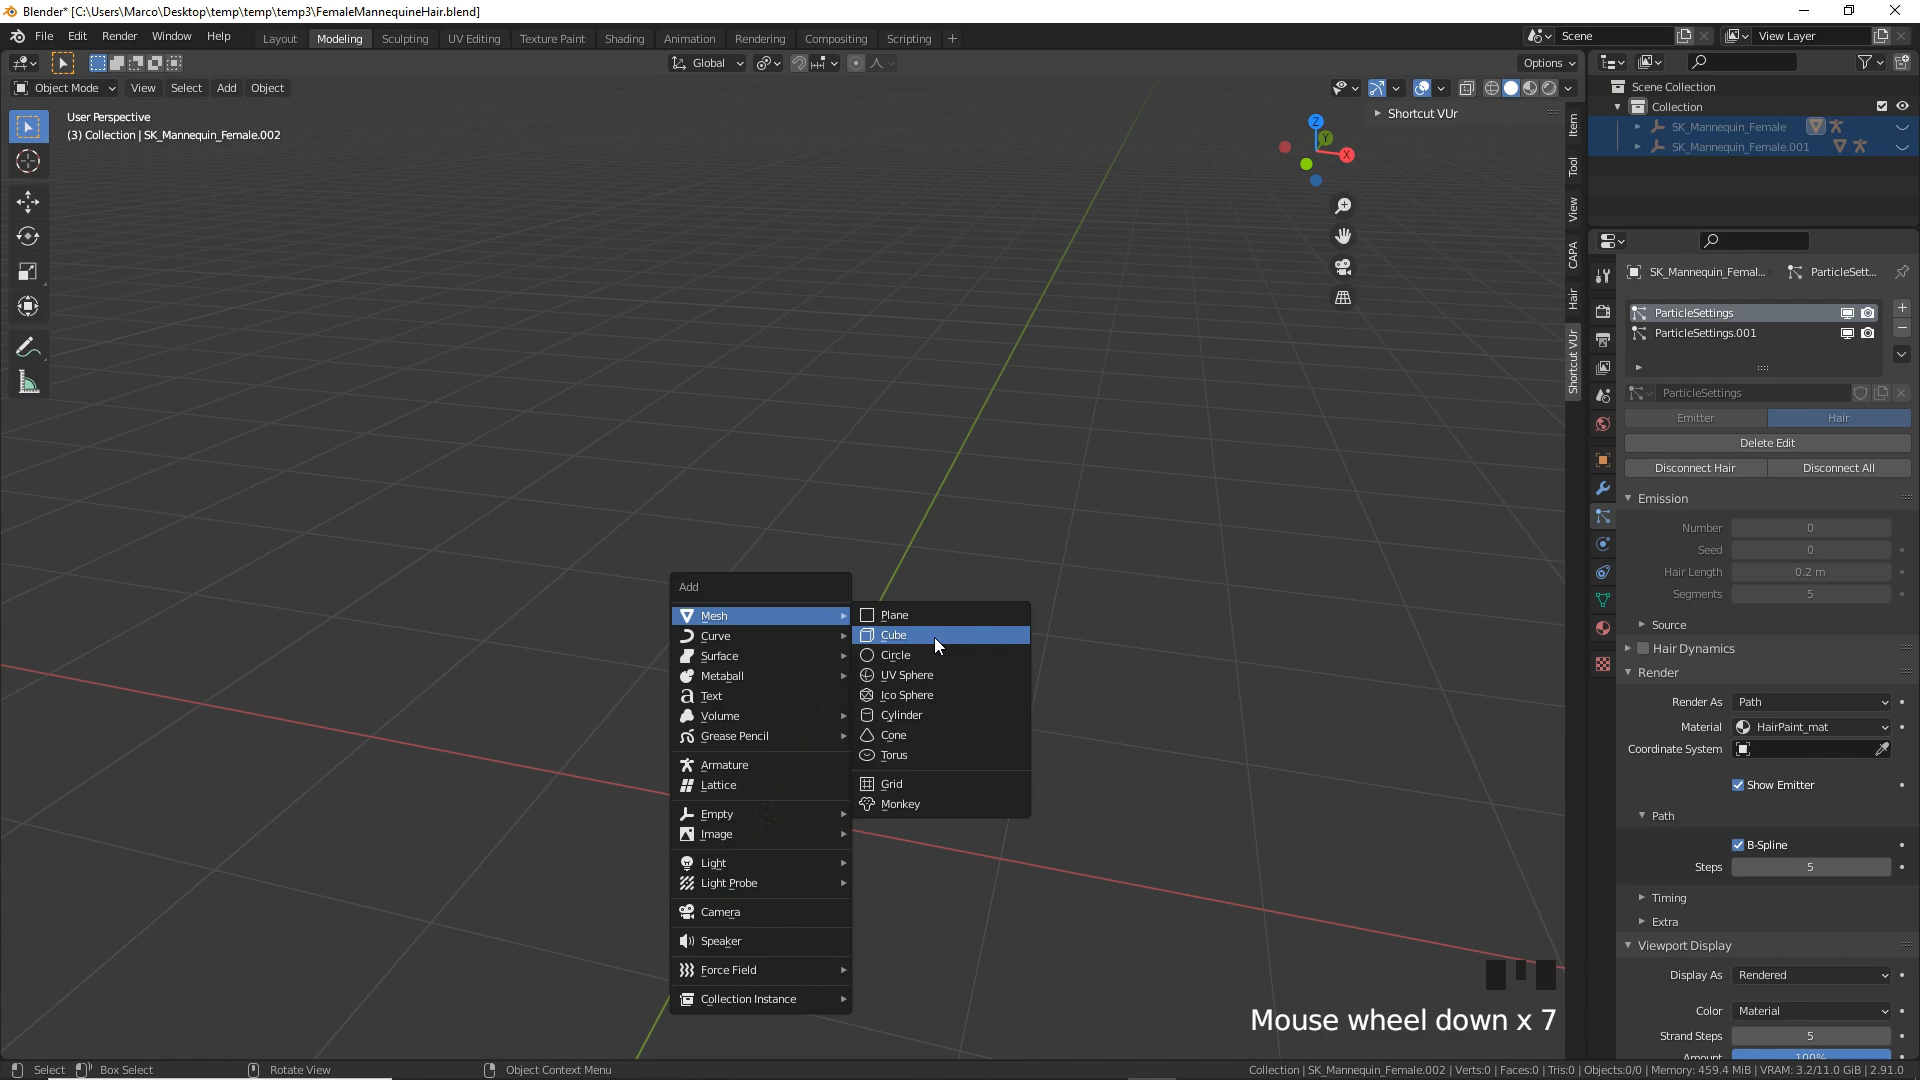 Blender* [C:\Users\Marco\Desktop\temp\temp\temp3\FemaleMannequineHair.blend]
File Edit Render Window Help
Layout Modeling Sculpting UV Editing Texture Paint Shading Animation Rendering Compositing Scripting +
Scene
View Layer
Global
Options
Object Mode View Select Add Object
User Perspective
(3) Collection | SK_Mannequin_Female.002
Shortcut VUr
Z
Y
X
Item
Tool
View
CAPA
Hair
Shortcut VUr
Scene Collection
Collection
SK_Mannequin_Female
SK_Mannequin_Female.001
SK_Mannequin_Femal... ParticleSett...
ParticleSettings
ParticleSettings.001
ParticleSettings
Emitter Hair
Delete Edit
Disconnect Hair Disconnect All
Emission
Number 0
Seed 0
Hair Length 0.2 m
Segments 5
Source
Hair Dynamics
Render
Render As Path
Material HairPaint_mat
Coordinate System
Show Emitter
Path
B-Spline
Steps 5
Timing
Extra
Viewport Display
Display As Rendered
Color Material
Strand Steps 5
Amount 100%
Add
Mesh
Curve
Surface
Metaball
Text
Volume
Grease Pencil
Armature
Lattice
Empty
Image
Light
Light Probe
Camera
Speaker
Force Field
Collection Instance
Plane
Cube
Circle
UV Sphere
Ico Sphere
Cylinder
Cone
Torus
Grid
Monkey
Mouse wheel down x 7
Select Box Select Rotate View Object Context Menu
Collection | SK_Mannequin_Female.002 | Verts:0 | Faces:0 | Tris:0 | Objects:0/0 | Memory: 459.4 MiB | VRAM: 3.2/11.0 GiB | 2.91.0